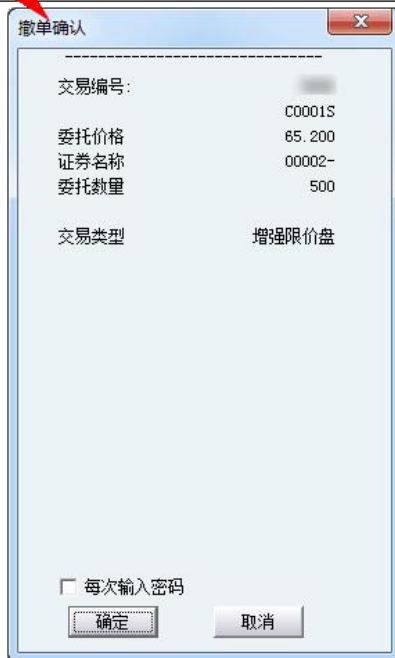 撤单确认
交易编号:
C0001S
委托价格 65.200
证券名称 00002-
委托数量 500
交易类型 增强限价盘
每次输入密码
确定 取消